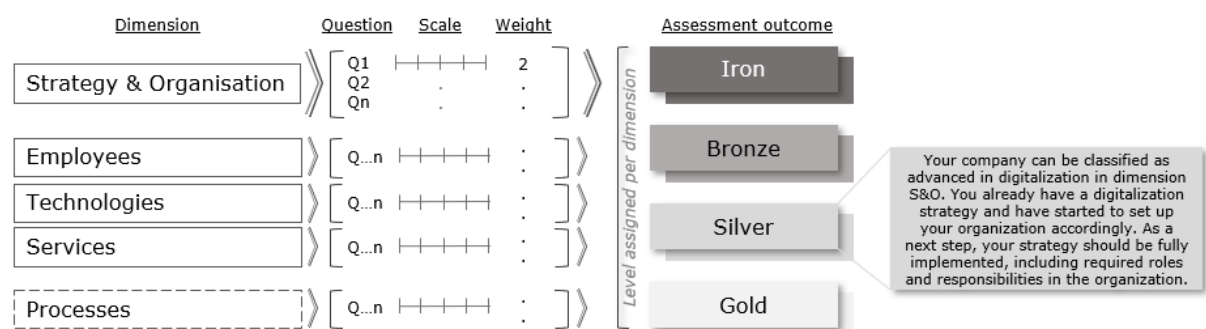 Dimension Question Scale Weight Assessment outcome
Strategy & Organisation
Q1 2
Q2 . .
Qn . .
Employees Q...n :
Technologies Q...n :
Services Q...n :
Processes Q...n :
Level assigned per dimension
Iron
Bronze
Silver
Gold
Your company can be classified as
advanced in digitalization in dimension
S&O. You already have a digitalization
strategy and have started to set up
your organization accordingly. As a
next step, your strategy should be fully
implemented, including required roles
and responsibilities in the organization.